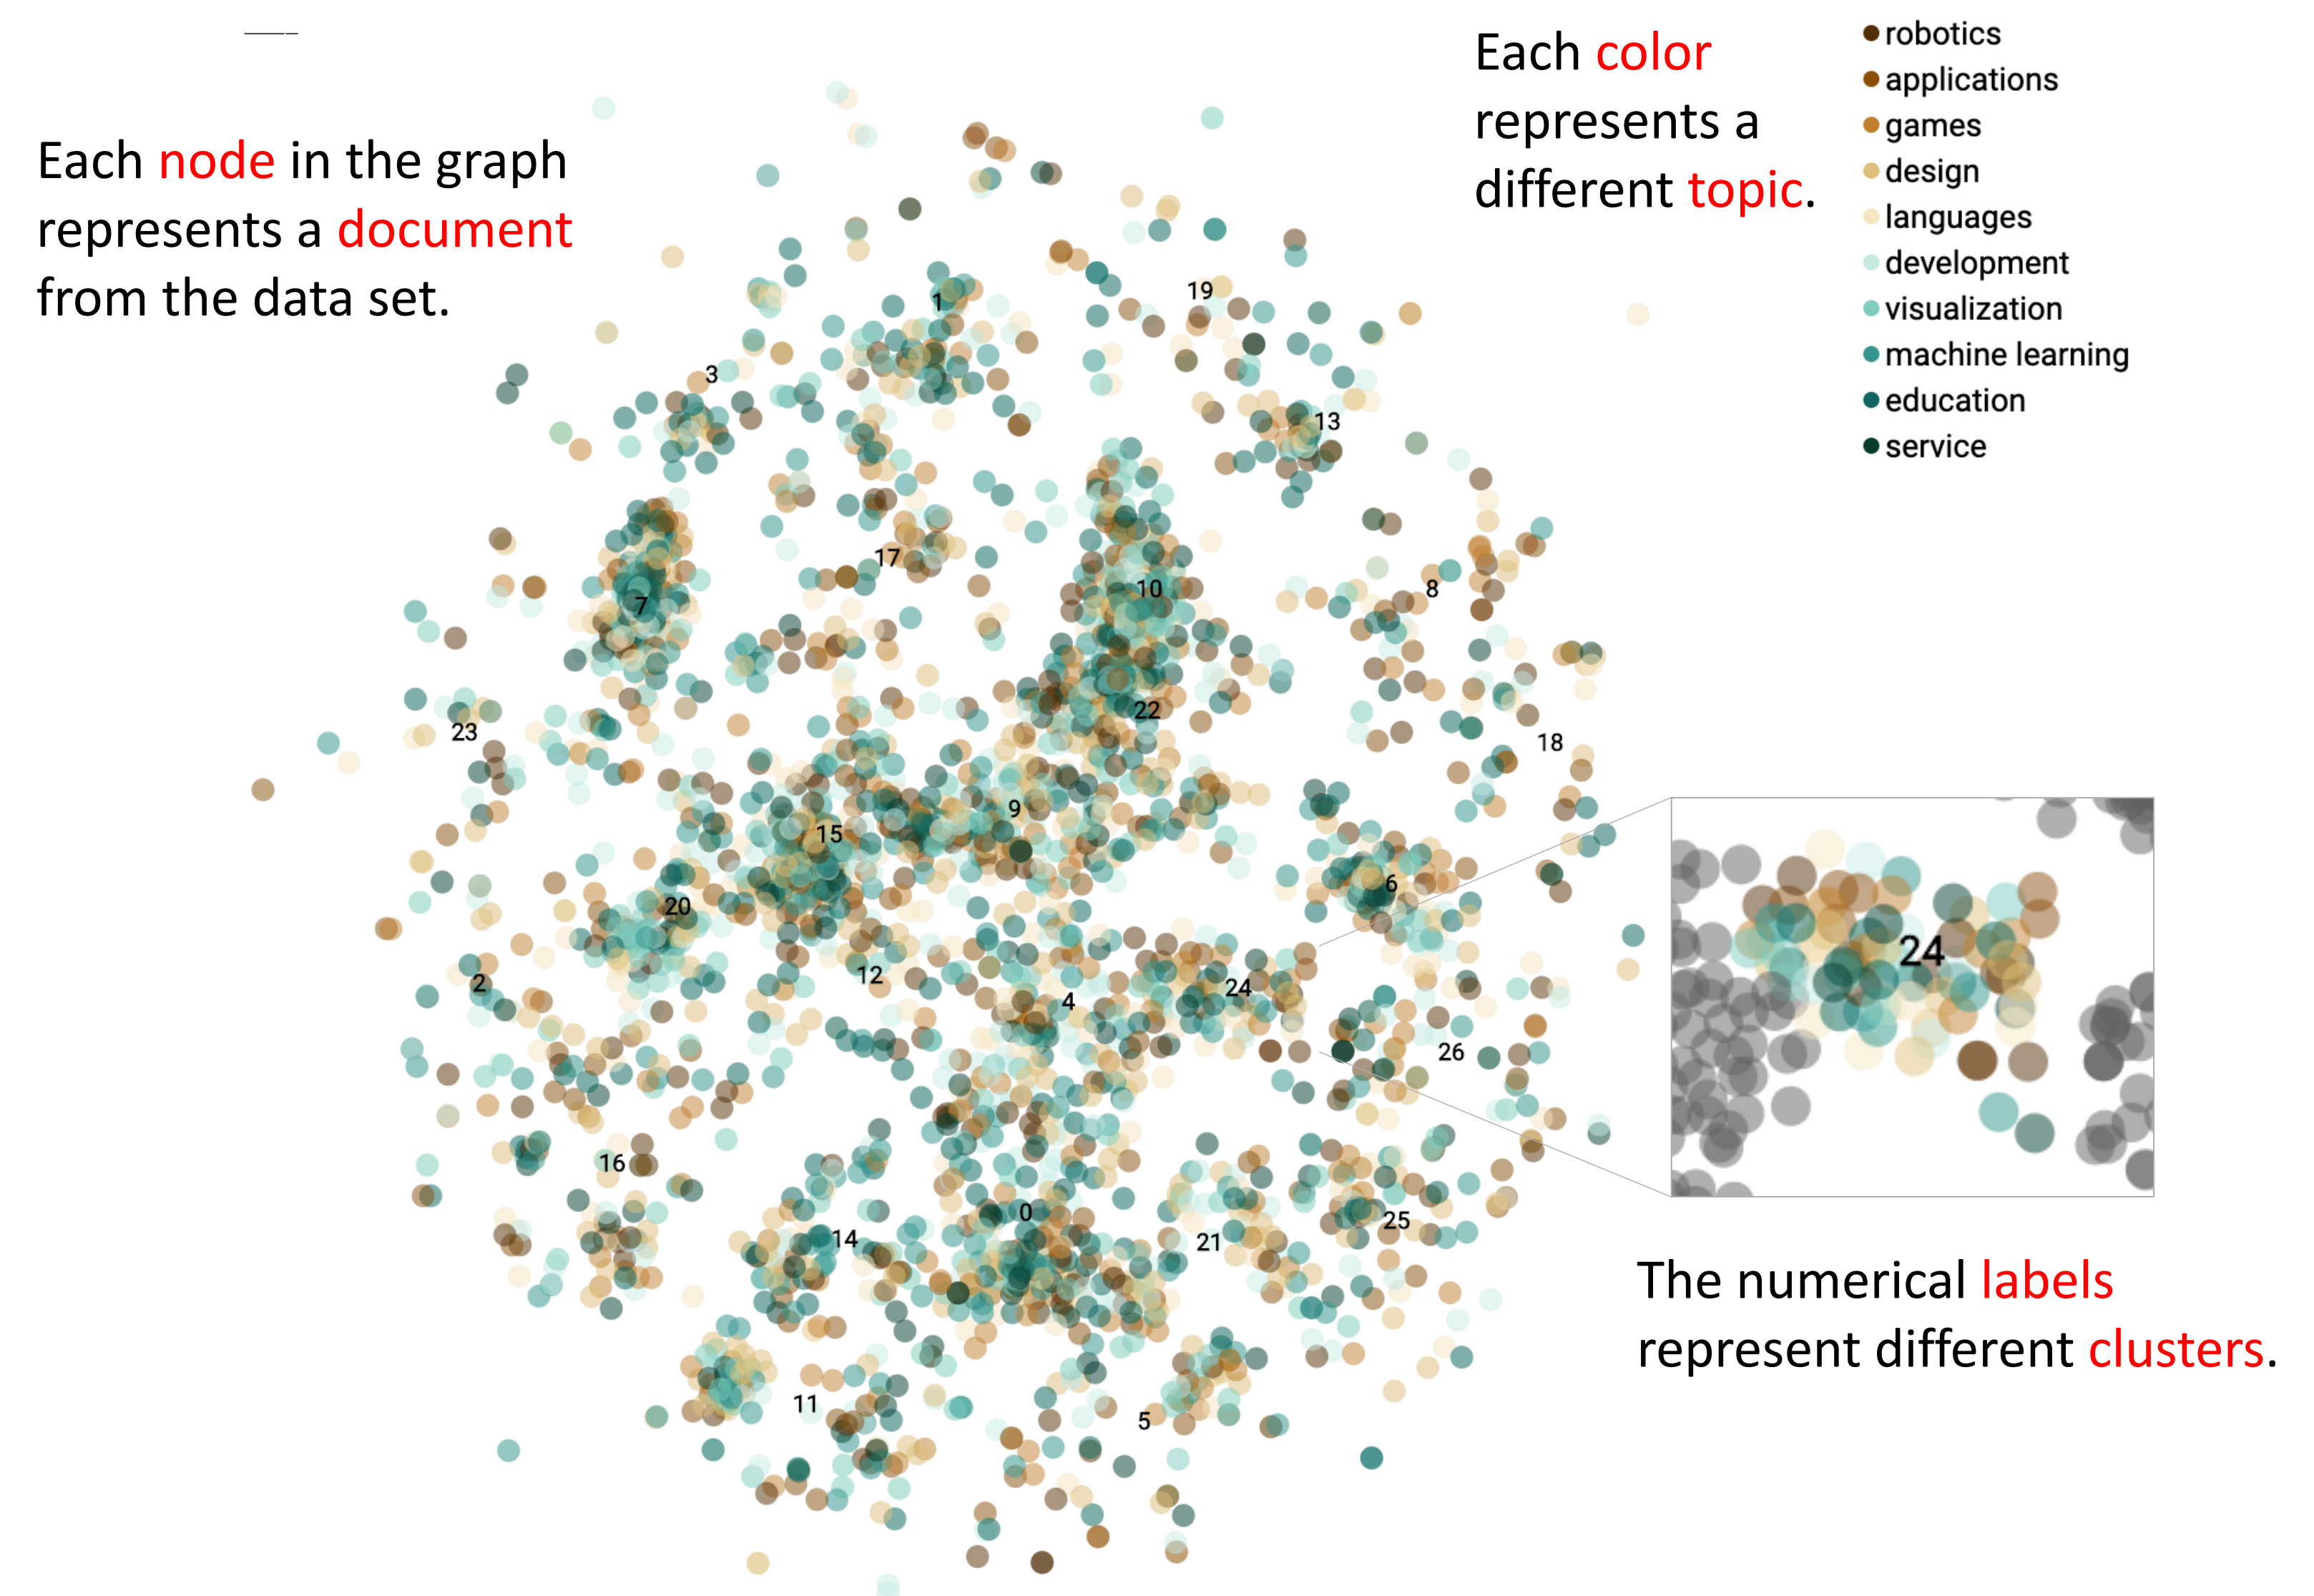 Each node in the graph
represents a document
from the data set.
Each color
represents a
different topic.
robotics
applications
games
design
languages
development
visualization
machine learning
education
service
1
19
3
13
17
7
10
8
22
23
18
9
15
6
20
12
2
24
4
26
16
0
14
21
25
11
5
24
The numerical labels
represent different clusters.